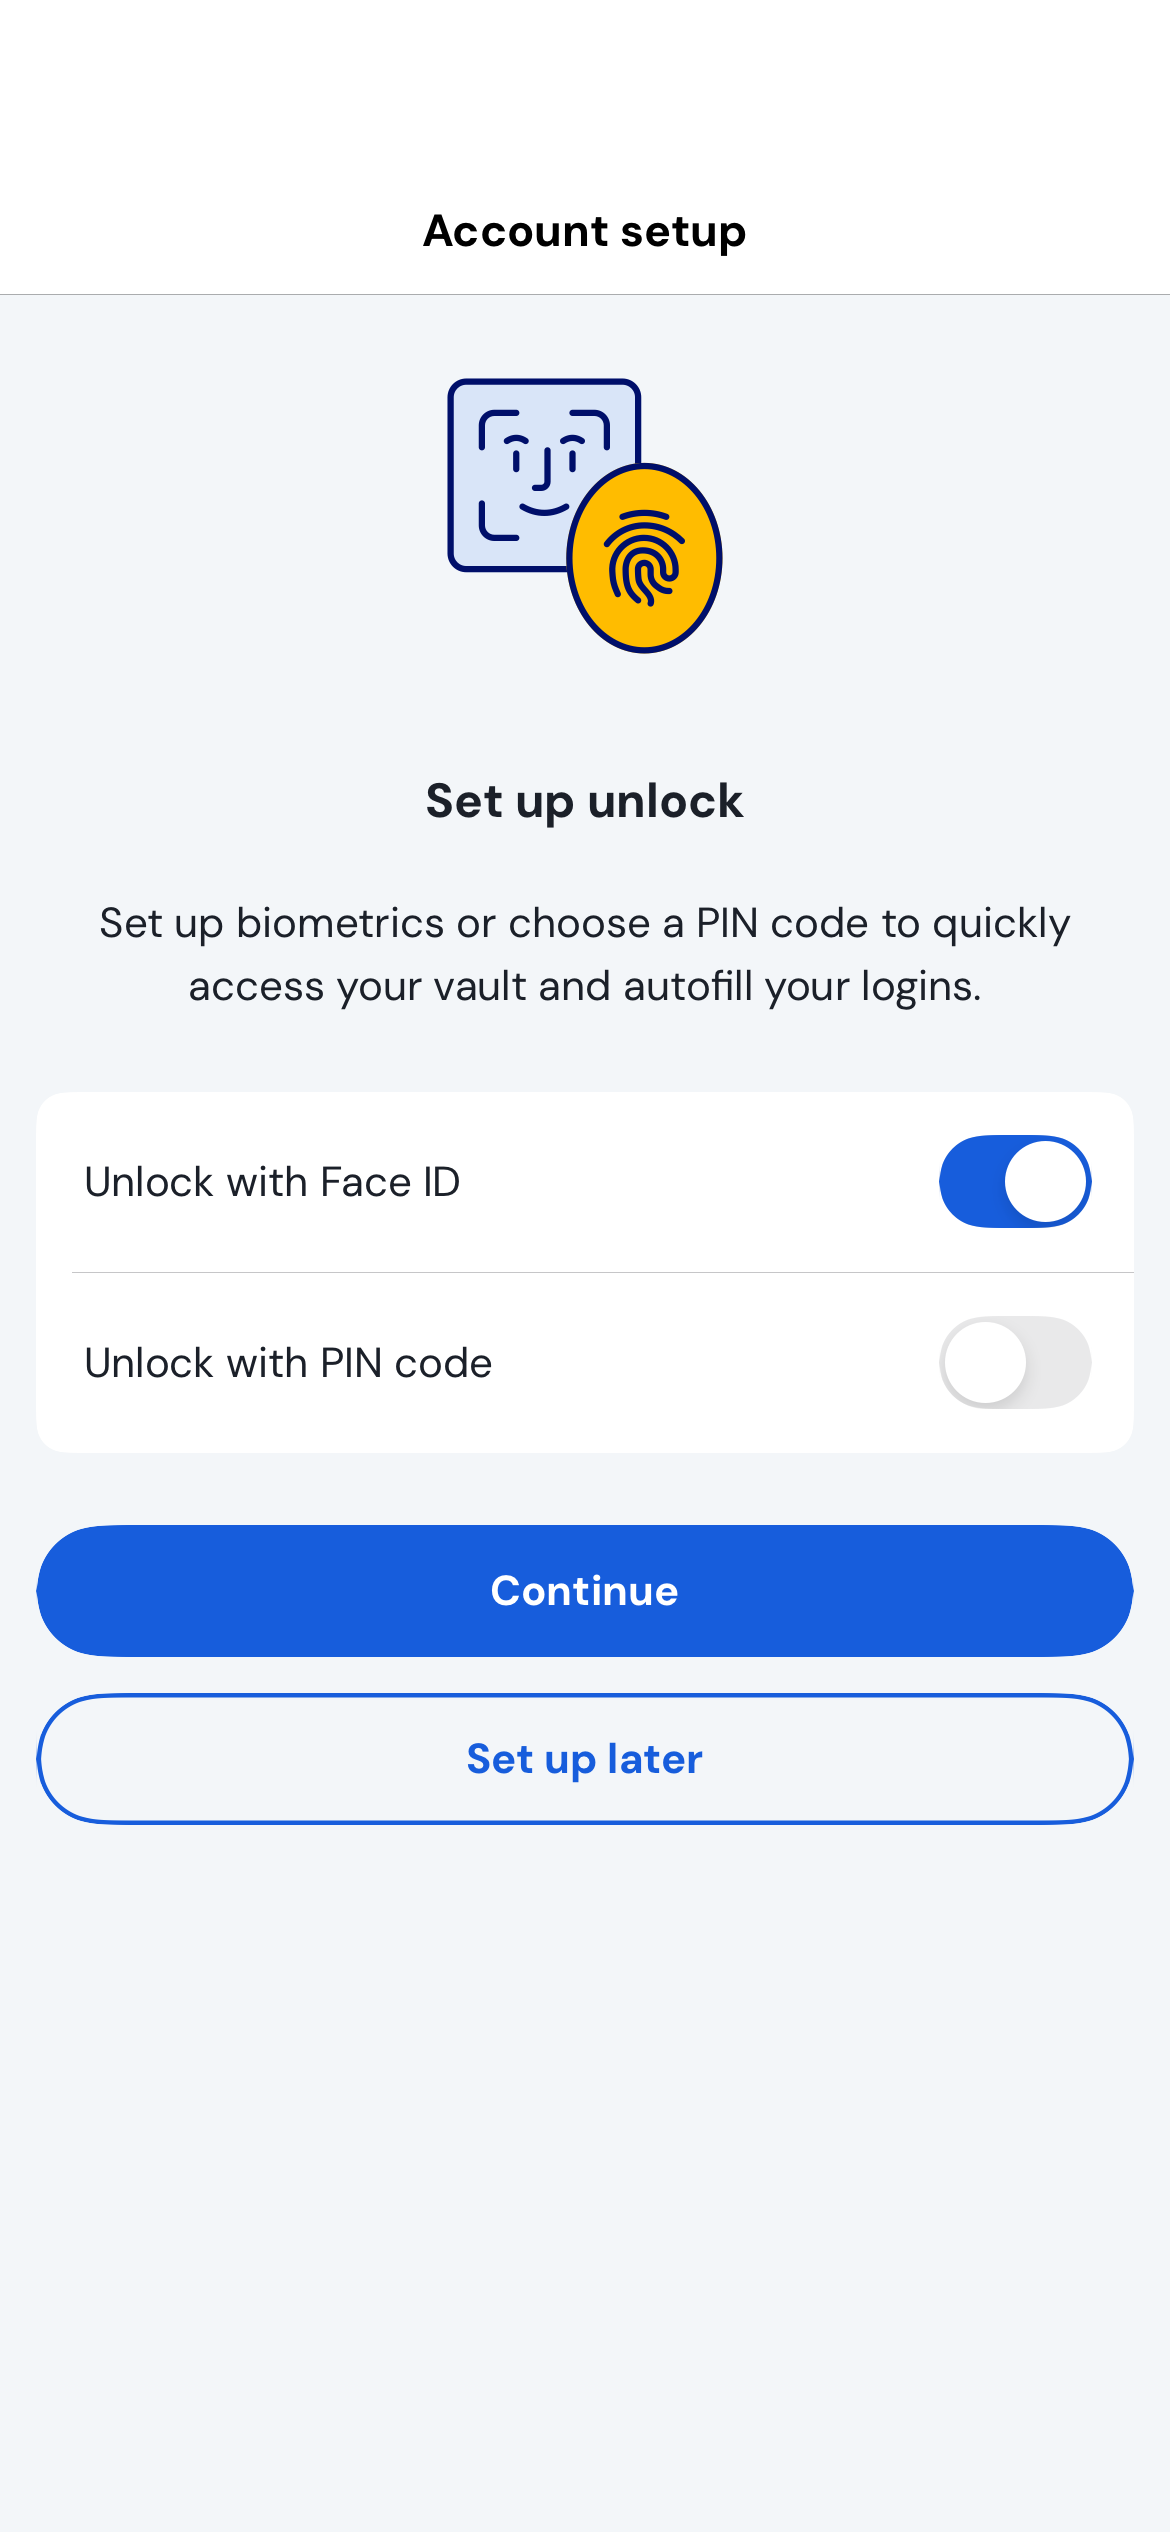 Account setup
Set up unlock
Set up biometrics or choose a PIN code to quickly
access your vault and autofill your logins.
Unlock with Face ID
Unlock with PIN code
Continue
Set up later